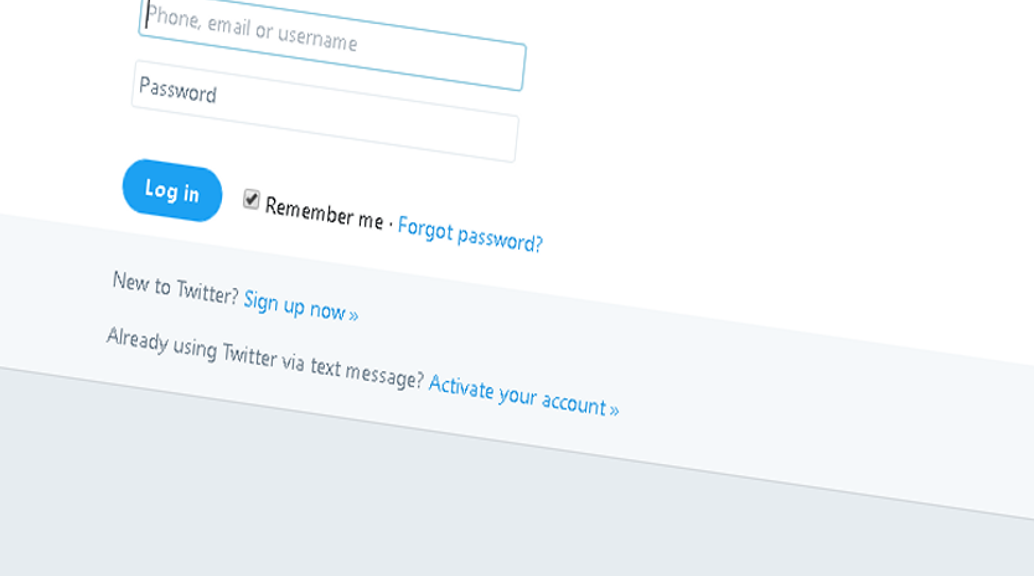 Phone, email or username
Password
Log in Remember me · Forgot password?
New to Twitter? Sign up now »
Already using Twitter via text message? Activate your account »